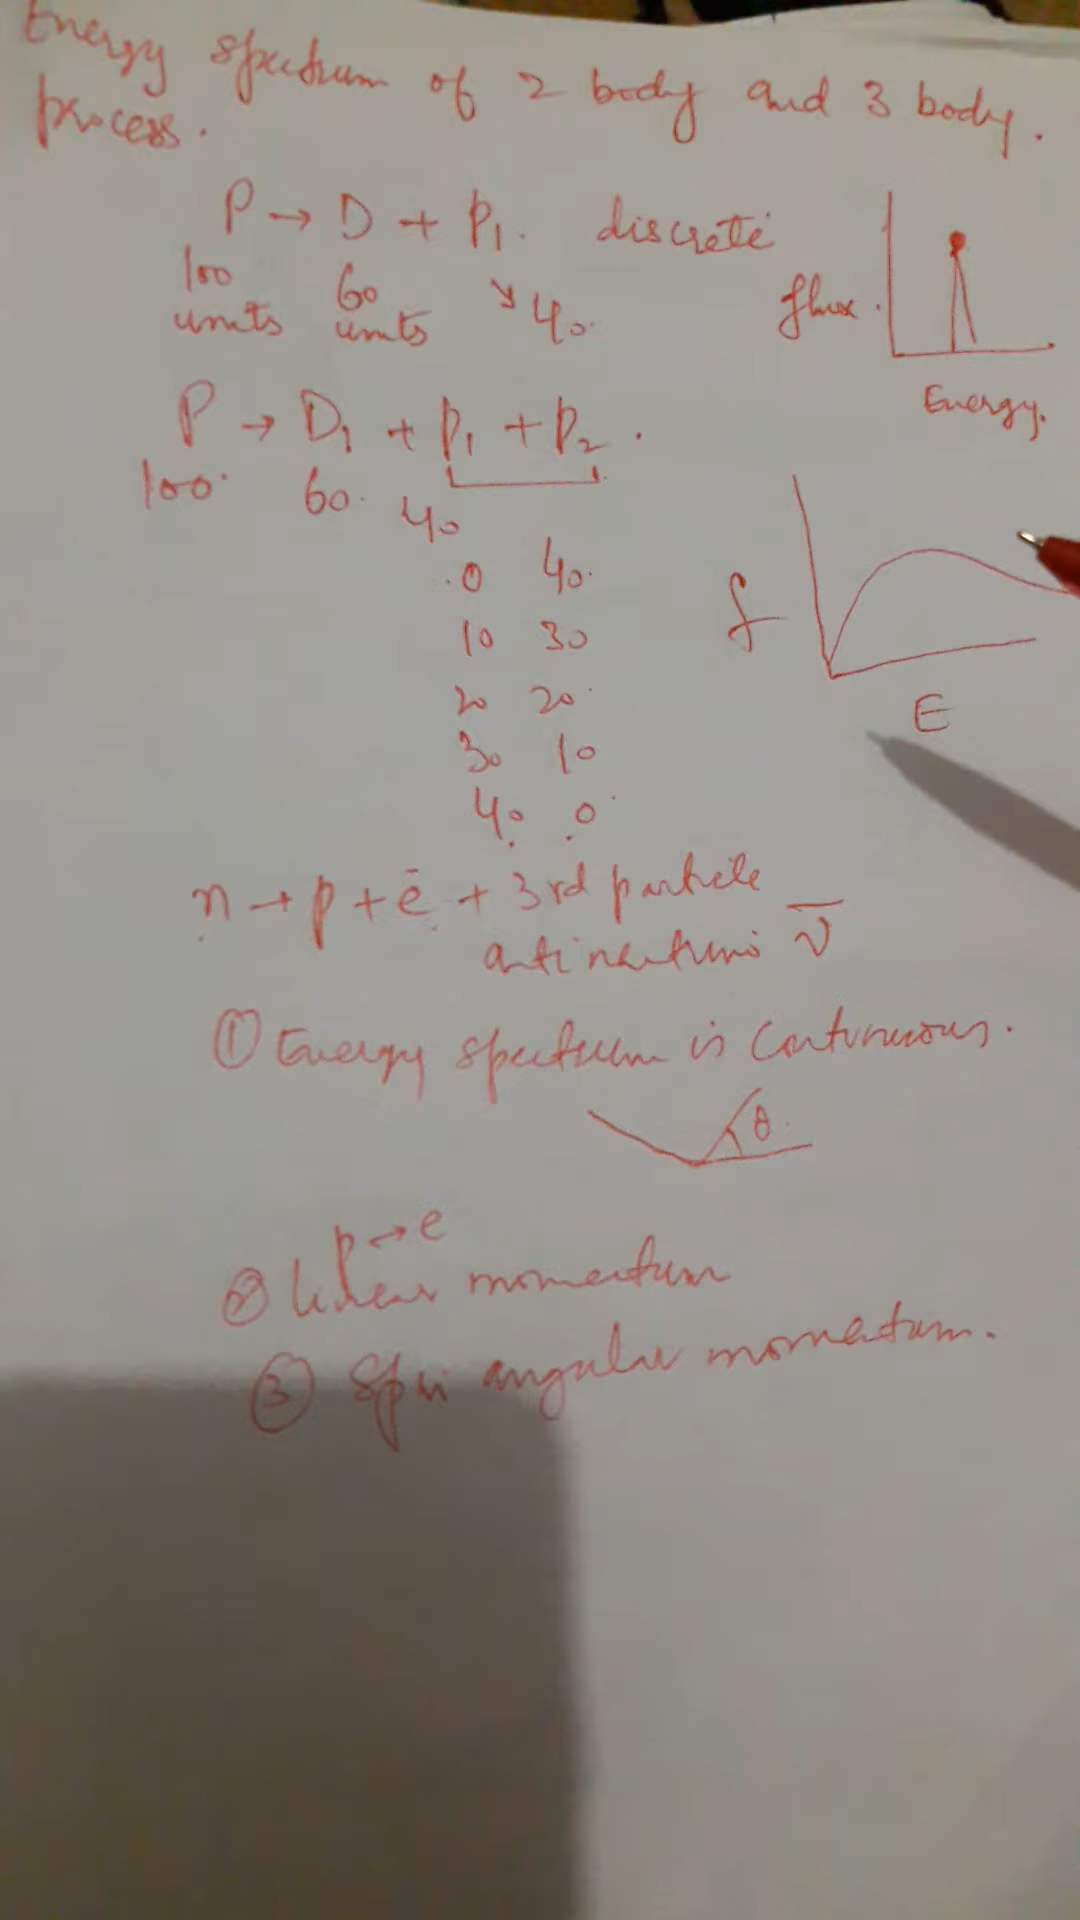 Energy spectrum of 2 body and 3 body.
process.
P → D + P₁. discrete
100 60 ↘ 40.
units units
flux.
Energy.
P → D₁ + P₁ + P₂.
100. 60. 40
0 40.
10 30
20 20
30 10
40 0
f
E
n → p + ē + 3rd particle
antineutrino ν̅
① Energy spectrum is continuous.
θ.
p → e
② linear momentum
③ Spin angular momentum.